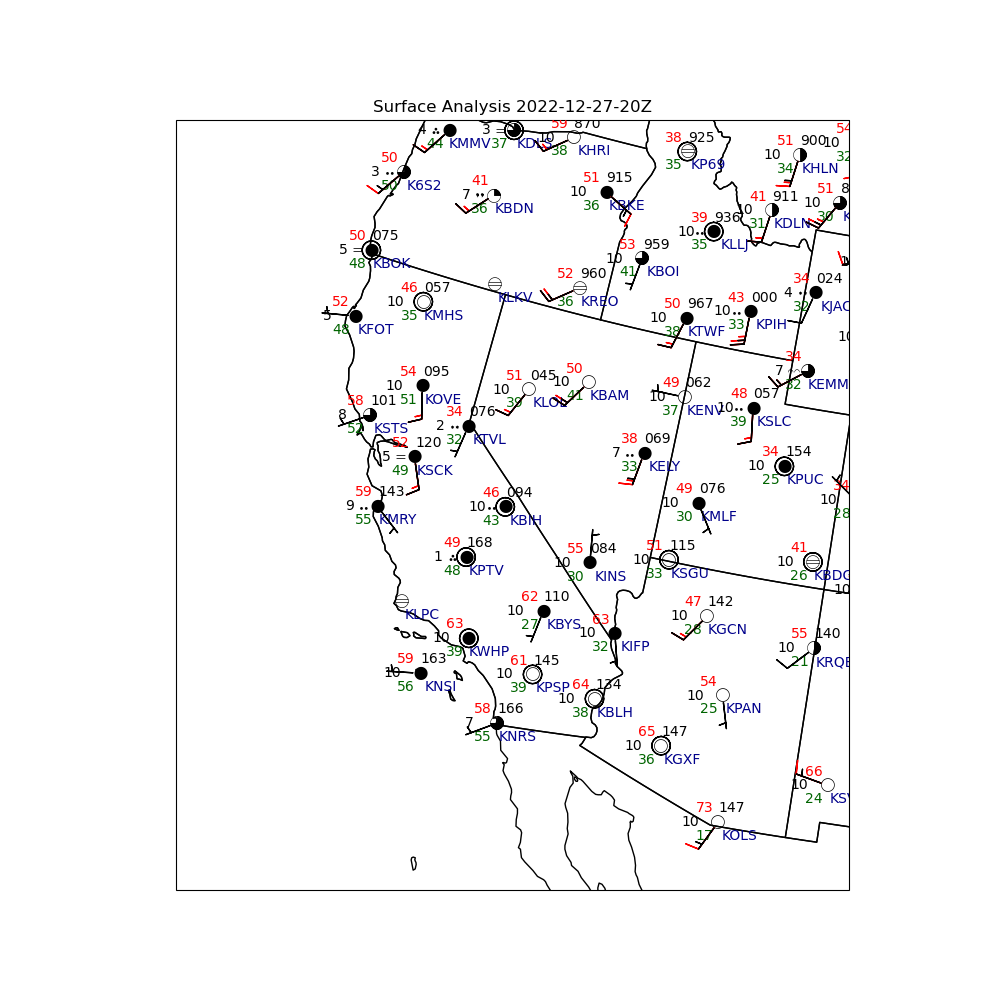 Surface Analysis 2022-12-27-20Z
4 44 KMMV
3 = 37 KDLS
59 870 10 38 KHRI
38 925 35 KP69
51 900 10 34 KHLN
54 10 32
50 3 50 K6S2
41 7 36 KBDN
51 915 10 36 KBKE
41 911 10 31 KDLN
51 8 10 30 K
39 936 10 35 KLLJ
50 075 5 = 48 KBOK
53 959 10 41 KBOI
46 057 10 35 KMHS
KLKV
52 960 36 KREO
34 024 4 32 KJAC
52 5 48 KFOT
50 967 10 38 KTWF
43 000 10 33 KPIH
10
54 095 10 51 KOVE
51 045 10 39 KLOL
50 10 41 KBAM
49 062 10 37 KENV
34 7 32 KEMM
58 101 8 52 KSTS
34 076 2 32 KTVL
48 057 10 39 KSLC
52 120 5 = 49 KSCK
38 069 7 33 KELY
34 154 10 25 KPUC
59 143 9 55 KMRY
46 094 10 43 KBIH
49 076 10 30 KMLF
34 10 28
49 168 1 48 KPTV
55 084 10 30 KINS
51 115 10 33 KSGU
41 10 26 KBDG
10
KLPC
62 110 10 27 KBYS
47 142 10 28 KGCN
63 10 39 KWHP
63 10 32 KIFP
55 140 10 21 KRQE
59 163 10 56 KNSI
61 145 10 39 KPSP
64 134 10 38 KBLH
54 10 25 KPAN
58 166 7 55 KNRS
65 147 10 36 KGXF
66 10 24 KSV
73 147 10 17 KOLS